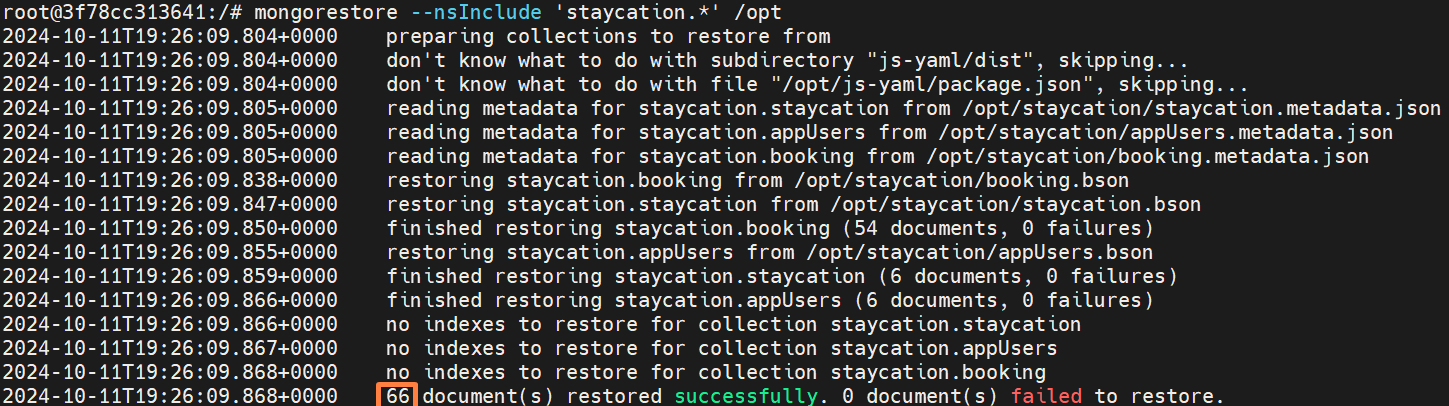 root@3f78cc313641:/# mongorestore --nsInclude 'staycation.*' /opt
2024-10-11T19:26:09.804+0000    preparing collections to restore from
2024-10-11T19:26:09.804+0000    don't know what to do with subdirectory "js-yaml/dist", skipping...
2024-10-11T19:26:09.804+0000    don't know what to do with file "/opt/js-yaml/package.json", skipping...
2024-10-11T19:26:09.805+0000    reading metadata for staycation.staycation from /opt/staycation/staycation.metadata.json
2024-10-11T19:26:09.805+0000    reading metadata for staycation.appUsers from /opt/staycation/appUsers.metadata.json
2024-10-11T19:26:09.805+0000    reading metadata for staycation.booking from /opt/staycation/booking.metadata.json
2024-10-11T19:26:09.838+0000    restoring staycation.booking from /opt/staycation/booking.bson
2024-10-11T19:26:09.847+0000    restoring staycation.staycation from /opt/staycation/staycation.bson
2024-10-11T19:26:09.850+0000    finished restoring staycation.booking (54 documents, 0 failures)
2024-10-11T19:26:09.855+0000    restoring staycation.appUsers from /opt/staycation/appUsers.bson
2024-10-11T19:26:09.859+0000    finished restoring staycation.staycation (6 documents, 0 failures)
2024-10-11T19:26:09.866+0000    finished restoring staycation.appUsers (6 documents, 0 failures)
2024-10-11T19:26:09.866+0000    no indexes to restore for collection staycation.staycation
2024-10-11T19:26:09.867+0000    no indexes to restore for collection staycation.appUsers
2024-10-11T19:26:09.868+0000    no indexes to restore for collection staycation.booking
2024-10-11T19:26:09.868+0000    66 document(s) restored successfully. 0 document(s) failed to restore.